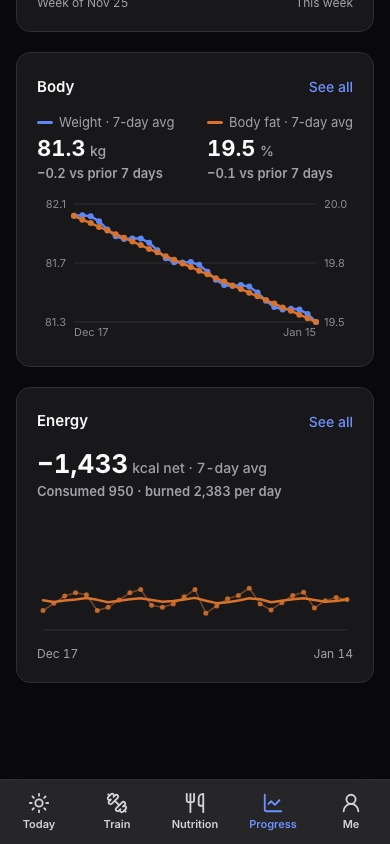 Week of Nov 25 This week
Body See all
Weight · 7-day avg Body fat · 7-day avg
81.3 kg 19.5 %
−0.2 vs prior 7 days −0.1 vs prior 7 days
82.1 20.0
81.7 19.8
81.3 19.5
Dec 17 Jan 15
Energy See all
−1,433 kcal net · 7-day avg
Consumed 950 · burned 2,383 per day
Dec 17 Jan 14
Today Train Nutrition Progress Me